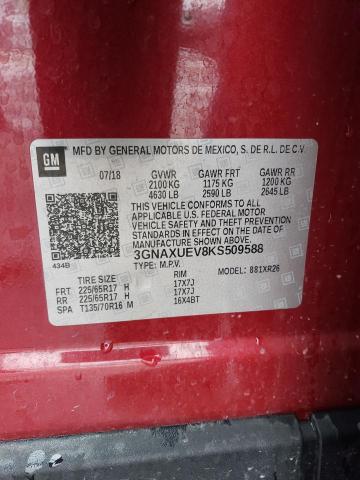 GM
MFD BY GENERAL MOTORS DE MEXICO, S. DE R.L. DE C.V.
07/18 GVWR GAWR FRT GAWR RR
2100 KG 1175 KG 1200 KG
4630 LB 2590 LB 2645 LB
THIS VEHICLE CONFORMS TO ALL
APPLICABLE U.S. FEDERAL MOTOR
VEHICLE SAFETY AND THEFT PREVENTION
STANDARDS IN EFFECT ON THE DATE OF
MANUFACTURE SHOWN ABOVE.
3GNAXUEV8KS509588
434B TYPE: M.P.V. MODEL: 881XR26
TIRE SIZE RIM
FRT 225/65R17 H 17X7J
RR 225/65R17 H 17X7J
SPA T135/70R16 M 16X4BT